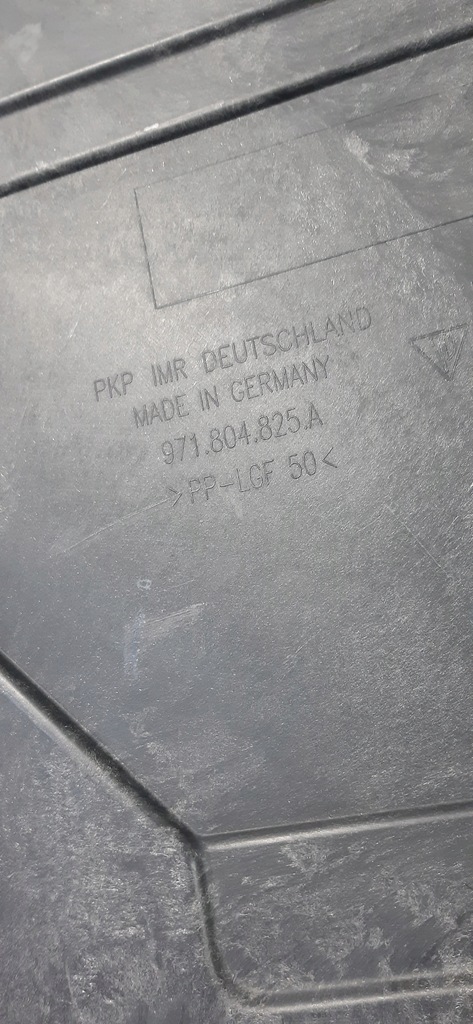 PKP IMR DEUTSCHLAND
MADE IN GERMANY
971.804.825.A
>PP-LGF 50<